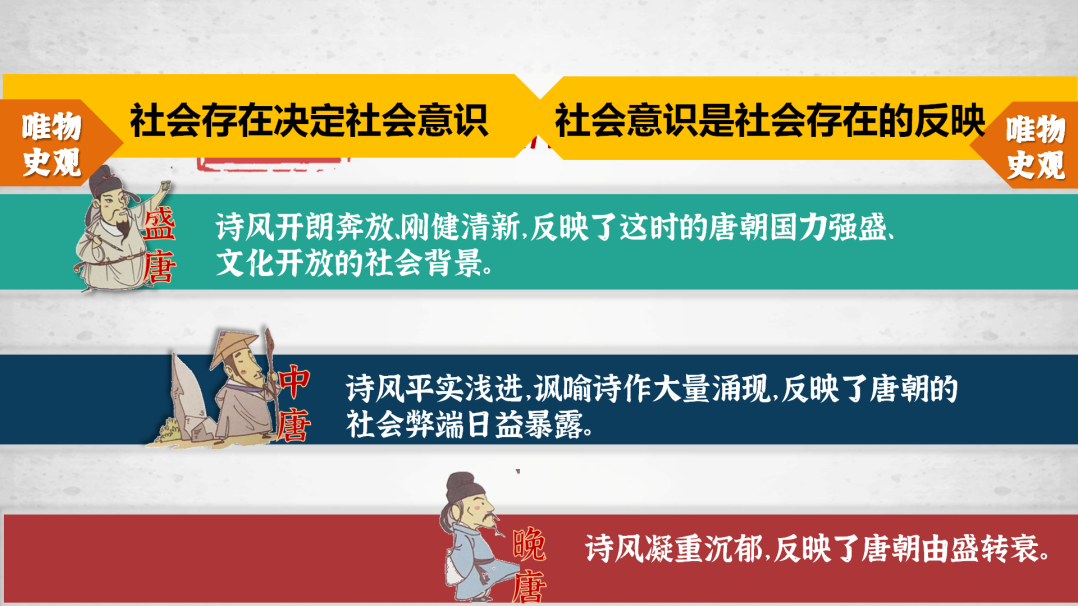 社会存在决定社会意识
社会意识是社会存在的反映
唯物
史观
唯物
史观
盛唐
诗风开朗奔放、刚健清新,反映了这时的唐朝国力强盛、
文化开放的社会背景。
中唐
诗风平实浅进,讽喻诗作大量涌现,反映了唐朝的
社会弊端日益暴露。
晚唐
诗风凝重沉郁,反映了唐朝由盛转衰。